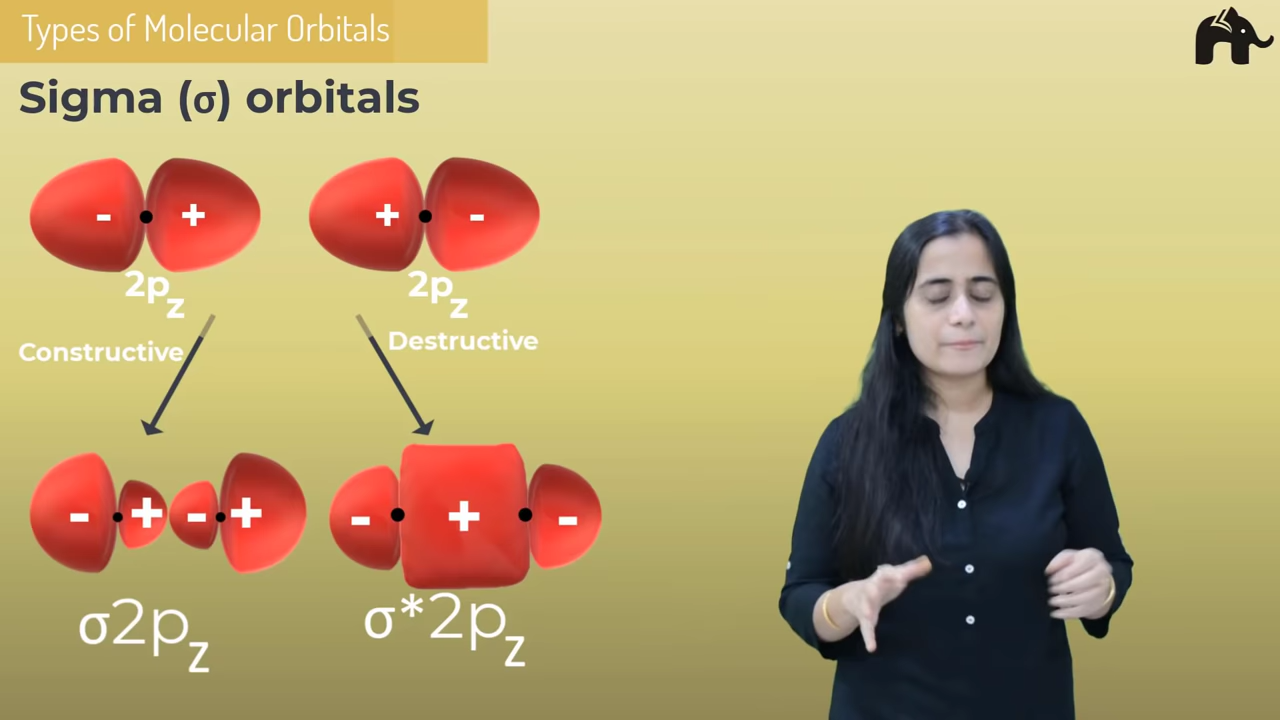 Types of Molecular Orbitals
Sigma (σ) orbitals
- + + -
2pz 2pz
Constructive Destructive
- + - + - + -
σ2pz σ*2pz